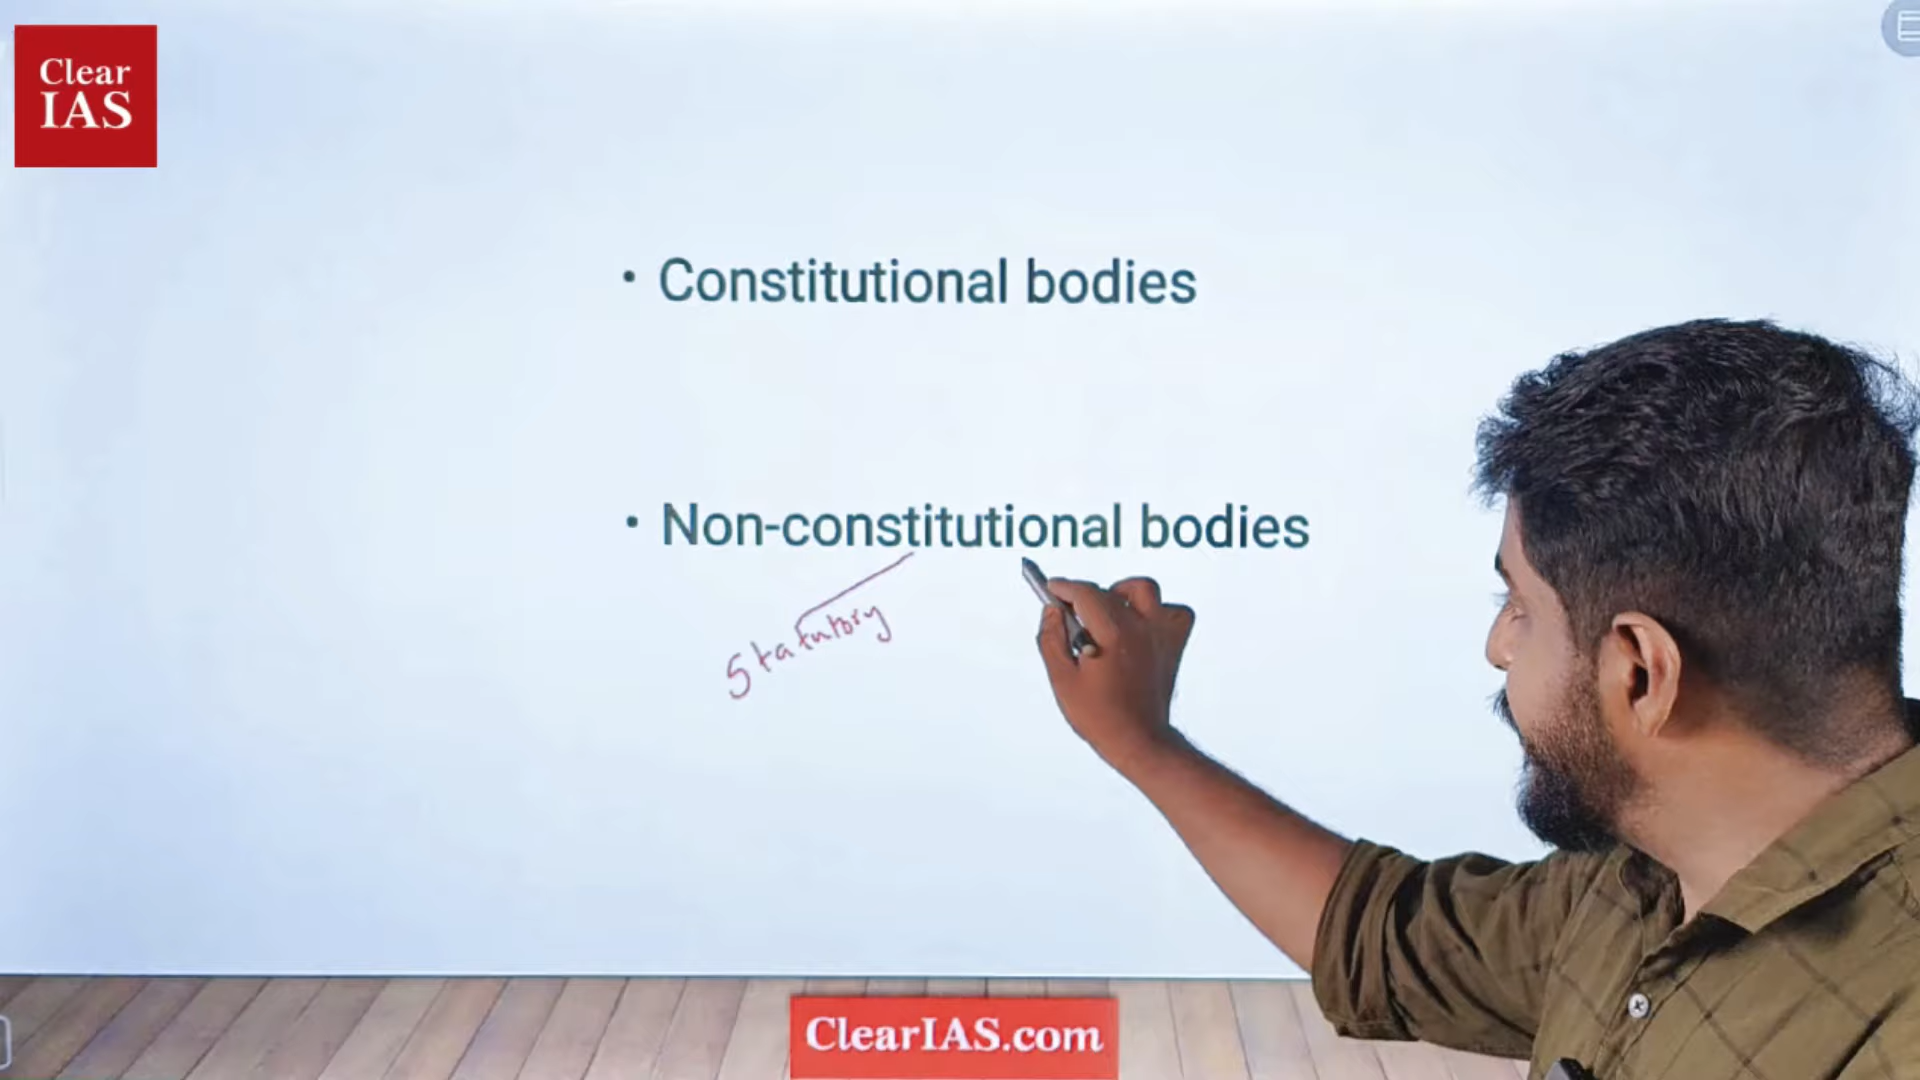 Clear
IAS
• Constitutional bodies
• Non-constitutional bodies
Statutory
ClearIAS.com